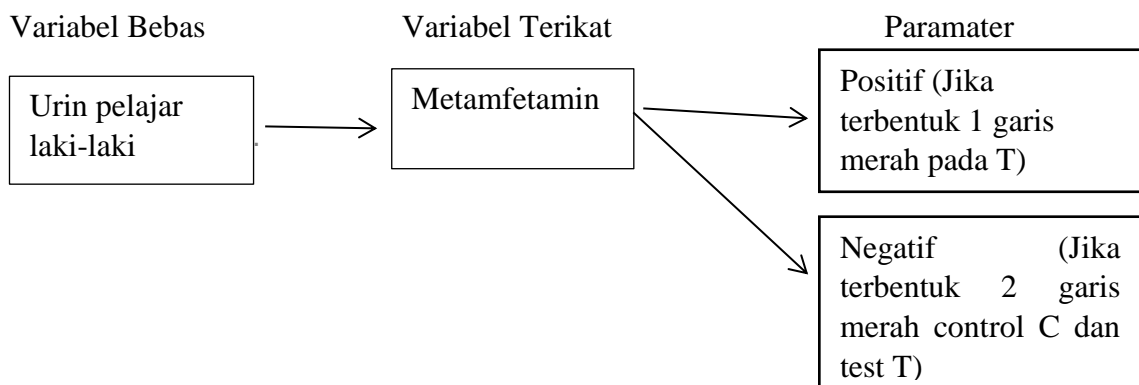 Variabel Bebas
Variabel Terikat
Paramater
Urin pelajar
laki-laki
Metamfetamin
Positif (Jika
terbentuk 1 garis
merah pada T)
Negatif (Jika
terbentuk 2 garis
merah control C dan
test T)